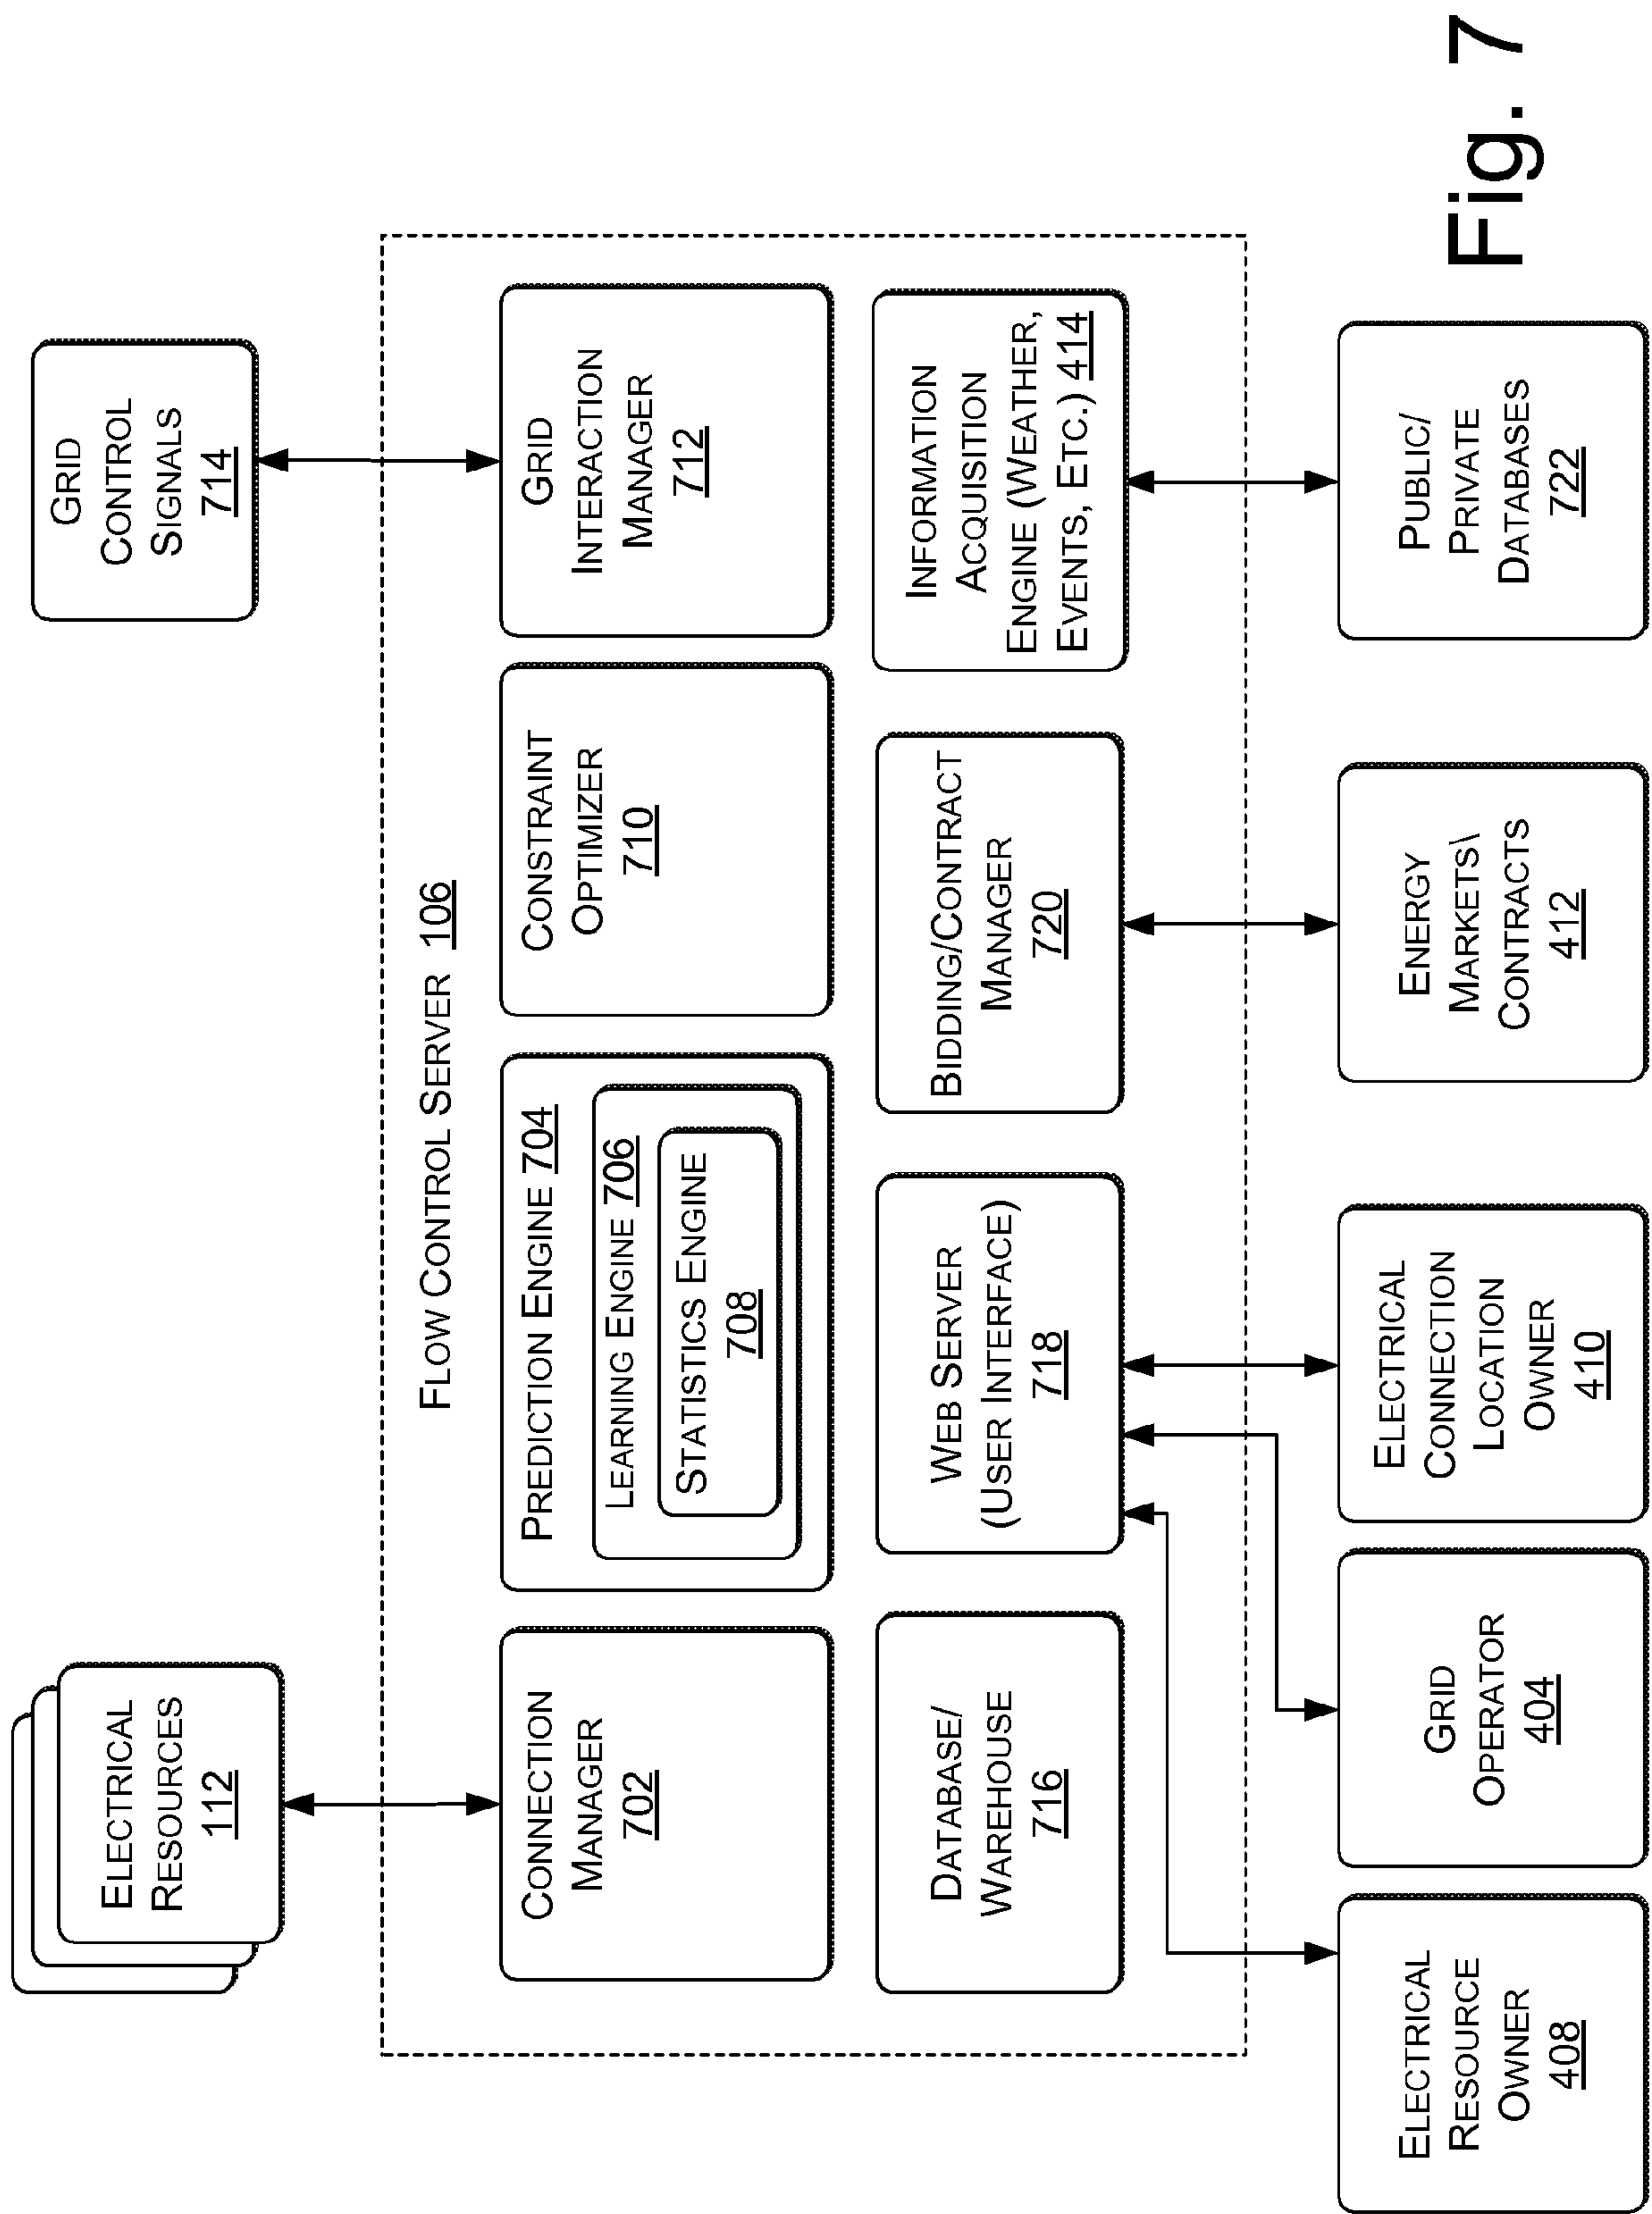 ELECTRICAL
RESOURCES
112
GRID
CONTROL
SIGNALS
714
FLOW CONTROL SERVER 106
CONNECTION
MANAGER
702
PREDICTION ENGINE 704
LEARNING ENGINE 706
STATISTICS ENGINE
708
CONSTRAINT
OPTIMIZER
710
GRID
INTERACTION
MANAGER
712
DATABASE/
WAREHOUSE
716
WEB SERVER
(USER INTERFACE)
718
BIDDING/CONTRACT
MANAGER
720
INFORMATION
ACQUISITION
ENGINE (WEATHER,
EVENTS, ETC.) 414
ELECTRICAL
RESOURCE
OWNER
408
GRID
OPERATOR
404
ELECTRICAL
CONNECTION
LOCATION
OWNER
410
ENERGY
MARKETS\
CONTRACTS
412
PUBLIC/
PRIVATE
DATABASES
722
Fig. 7